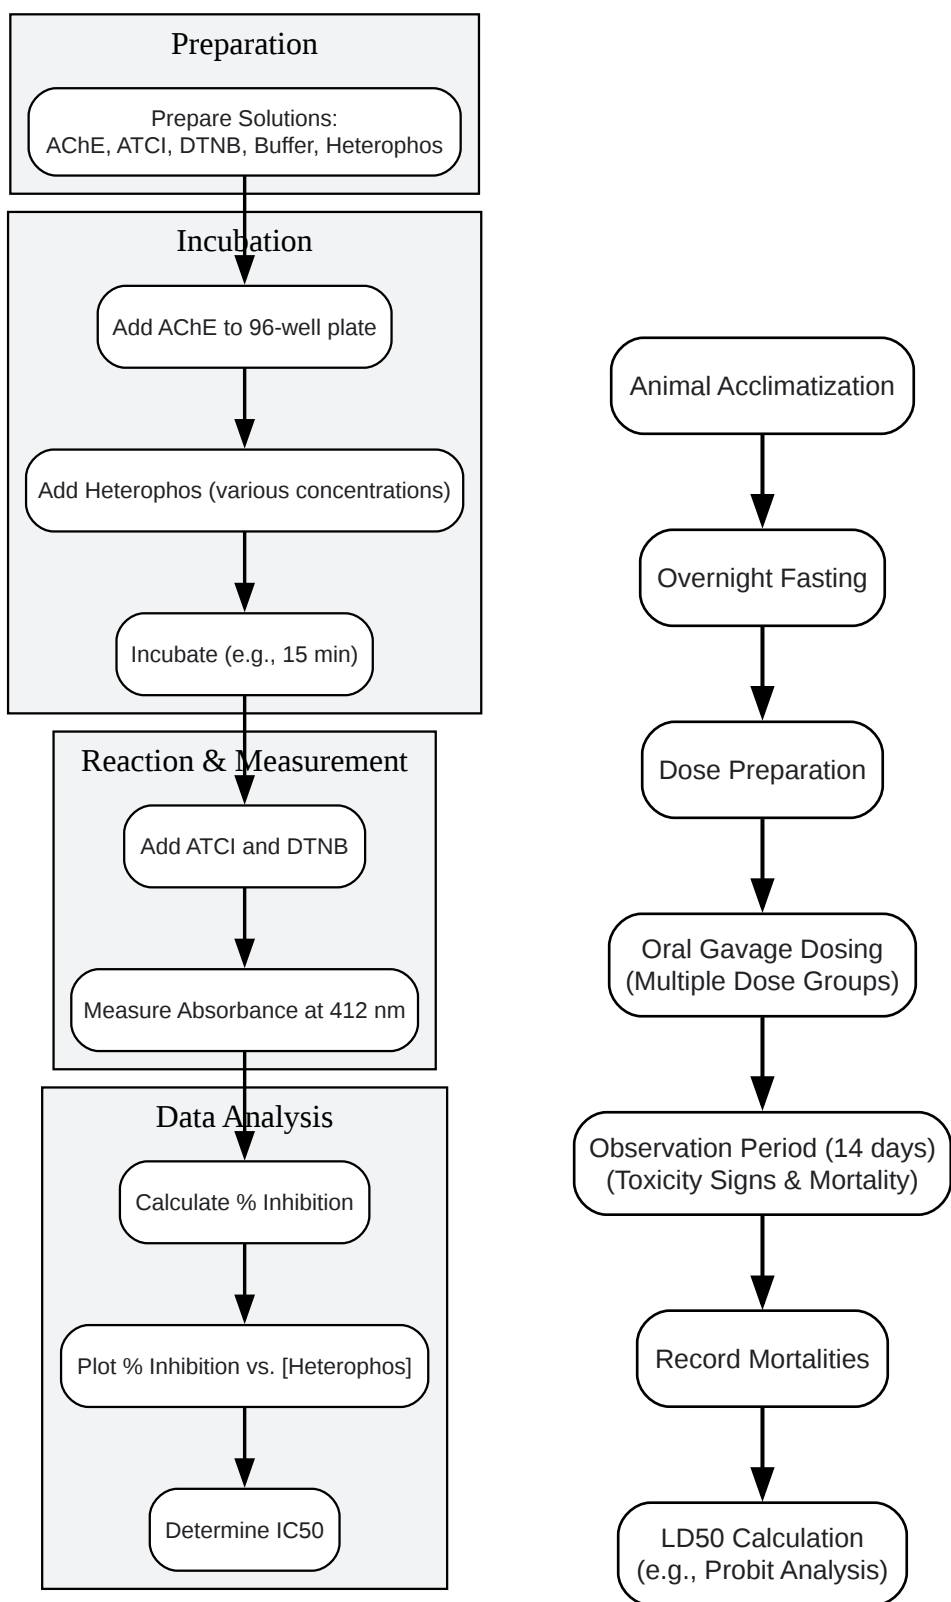 Preparation
Prepare Solutions:
AChE, ATCI, DTNB, Buffer, Heterophos
Incubation
Add AChE to 96-well plate
Add Heterophos (various concentrations)
Incubate (e.g., 15 min)
Reaction & Measurement
Add ATCI and DTNB
Measure Absorbance at 412 nm
Data Analysis
Calculate % Inhibition
Plot % Inhibition vs. [Heterophos]
Determine IC50
Animal Acclimatization
Overnight Fasting
Dose Preparation
Oral Gavage Dosing
(Multiple Dose Groups)
Observation Period (14 days)
(Toxicity Signs & Mortality)
Record Mortalities
LD50 Calculation
(e.g., Probit Analysis)